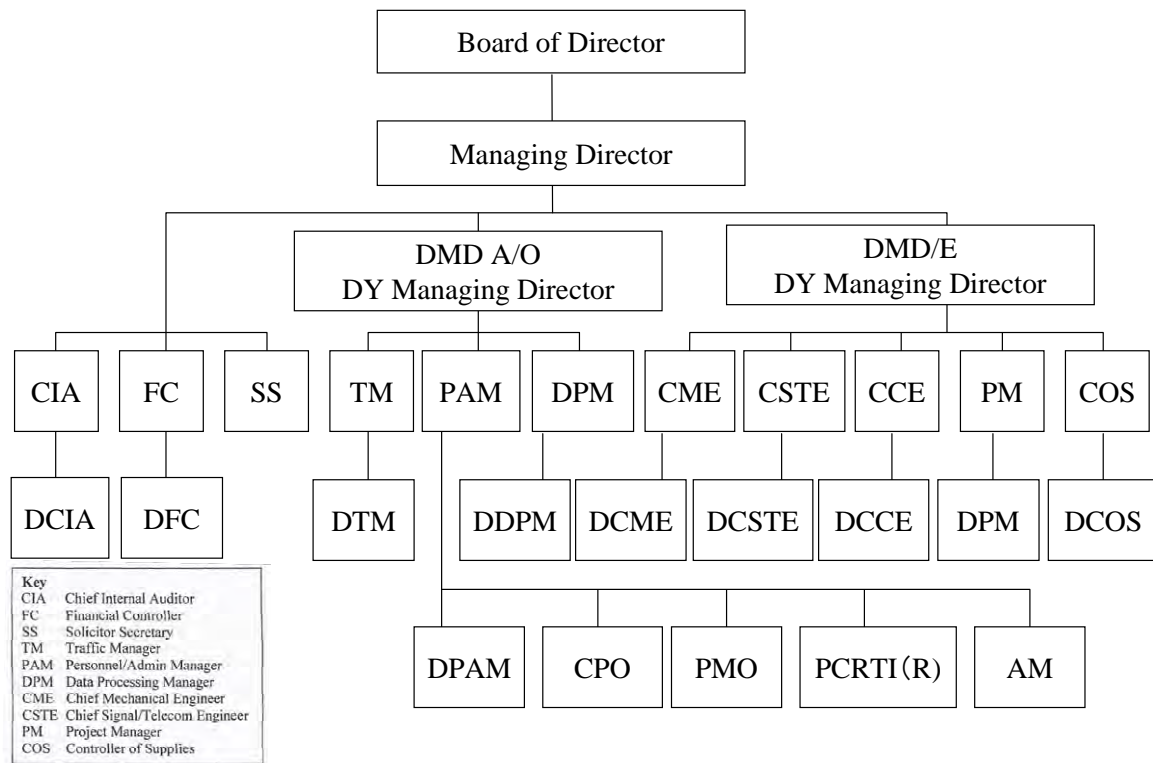 Board of Director
Managing Director
DMD A/O
DY Managing Director
DMD/E
DY Managing Director
CIA
FC
SS
TM
PAM
DPM
CME
CSTE
CCE
PM
COS
DCIA
DFC
DTM
DDPM
DCME
DCSTE
DCCE
DPM
DCOS
DPAM
CPO
PMO
PCRTI(R)
AM
Key
CIA Chief Internal Auditor
FC Financial Controller
SS Solicitor Secretary
TM Traffic Manager
PAM Personnel/Admin Manager
DPM Data Processing Manager
CME Chief Mechanical Engineer
CSTE Chief Signal/Telecom Engineer
PM Project Manager
COS Controller of Supplies